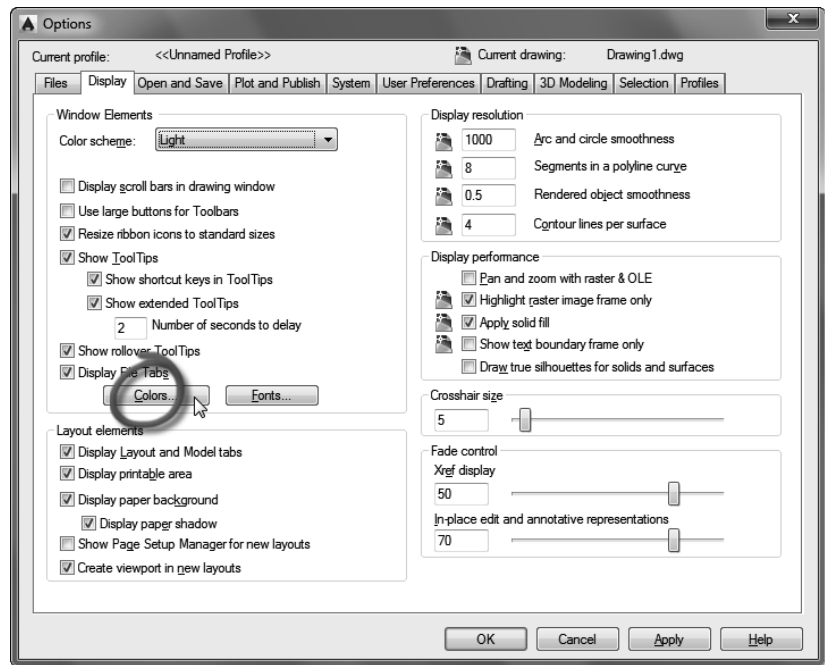 Options
Current profile: <<Unnamed Profile>> Current drawing: Drawing1.dwg
Files Display Open and Save Plot and Publish System User Preferences Drafting 3D Modeling Selection Profiles
Window Elements
Color scheme: Light
Display scroll bars in drawing window
Use large buttons for Toolbars
Resize ribbon icons to standard sizes
Show ToolTips
Show shortcut keys in ToolTips
Show extended ToolTips
2 Number of seconds to delay
Show rollover ToolTips
Display File Tabs
Colors... Fonts...
Layout elements
Display Layout and Model tabs
Display printable area
Display paper background
Display paper shadow
Show Page Setup Manager for new layouts
Create viewport in new layouts
Display resolution
1000 Arc and circle smoothness
8 Segments in a polyline curve
0.5 Rendered object smoothness
4 Contour lines per surface
Display performance
Pan and zoom with raster & OLE
Highlight raster image frame only
Apply solid fill
Show text boundary frame only
Draw true silhouettes for solids and surfaces
Crosshair size
5
Fade control
Xref display
50
In-place edit and annotative representations
70
OK Cancel Apply Help